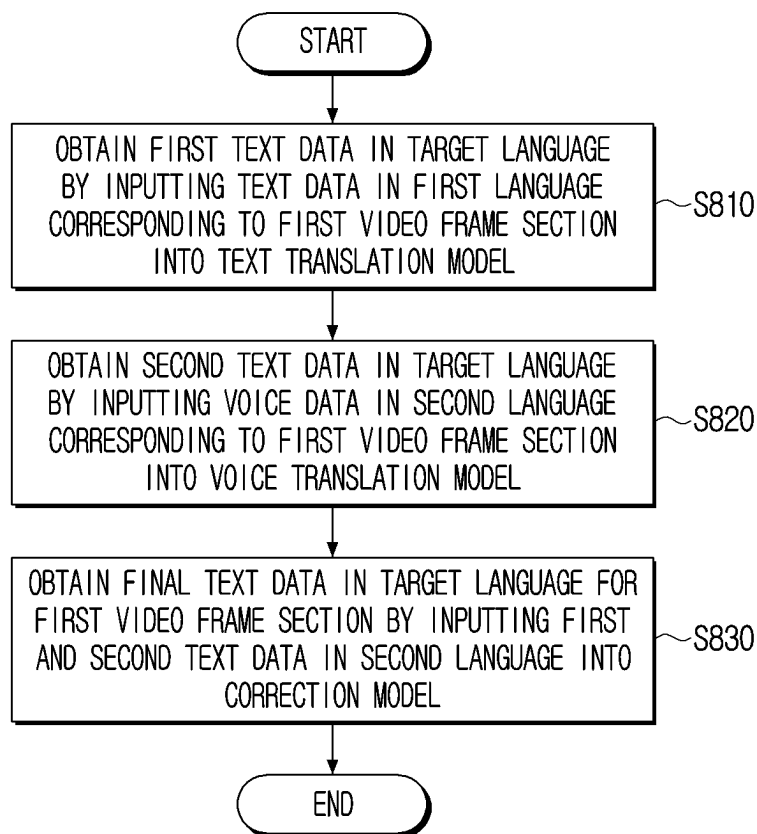 START
OBTAIN FIRST TEXT DATA IN TARGET LANGUAGE
BY INPUTTING TEXT DATA IN FIRST LANGUAGE
CORRESPONDING TO FIRST VIDEO FRAME SECTION
INTO TEXT TRANSLATION MODEL
S810
OBTAIN SECOND TEXT DATA IN TARGET LANGUAGE
BY INPUTTING VOICE DATA IN SECOND LANGUAGE
CORRESPONDING TO FIRST VIDEO FRAME SECTION
INTO VOICE TRANSLATION MODEL
S820
OBTAIN FINAL TEXT DATA IN TARGET LANGUAGE FOR
FIRST VIDEO FRAME SECTION BY INPUTTING FIRST
AND SECOND TEXT DATA IN SECOND LANGUAGE INTO
CORRECTION MODEL
S830
END